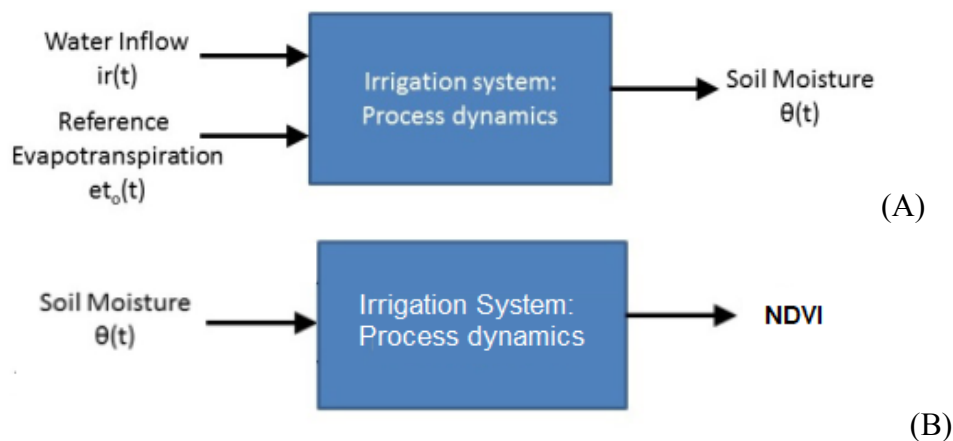 Water Inflow
ir(t)
Reference
Evapotranspiration
etₒ(t)
Irrigation system:
Process dynamics
Soil Moisture
θ(t)
(A)
Soil Moisture
θ(t)
Irrigation System:
Process dynamics
NDVI
(B)